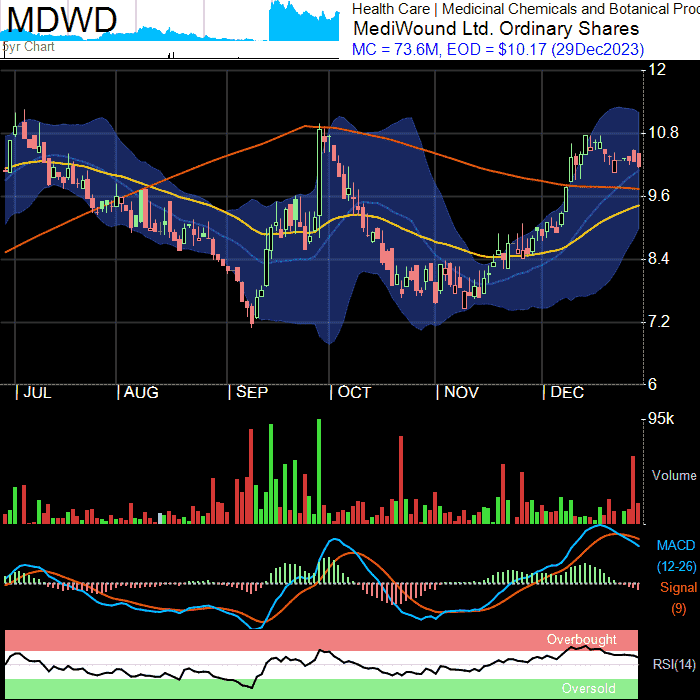 MDWD
5yr Chart
Health Care | Medicinal Chemicals and Botanical Proc
MediWound Ltd. Ordinary Shares
MC = 73.6M, EOD = $10.17 (29Dec2023)
12
10.8
9.6
8.4
7.2
6
JUL AUG SEP OCT NOV DEC
95k
Volume
MACD
(12-26)
Signal
(9)
Overbought
RSI(14)
Oversold